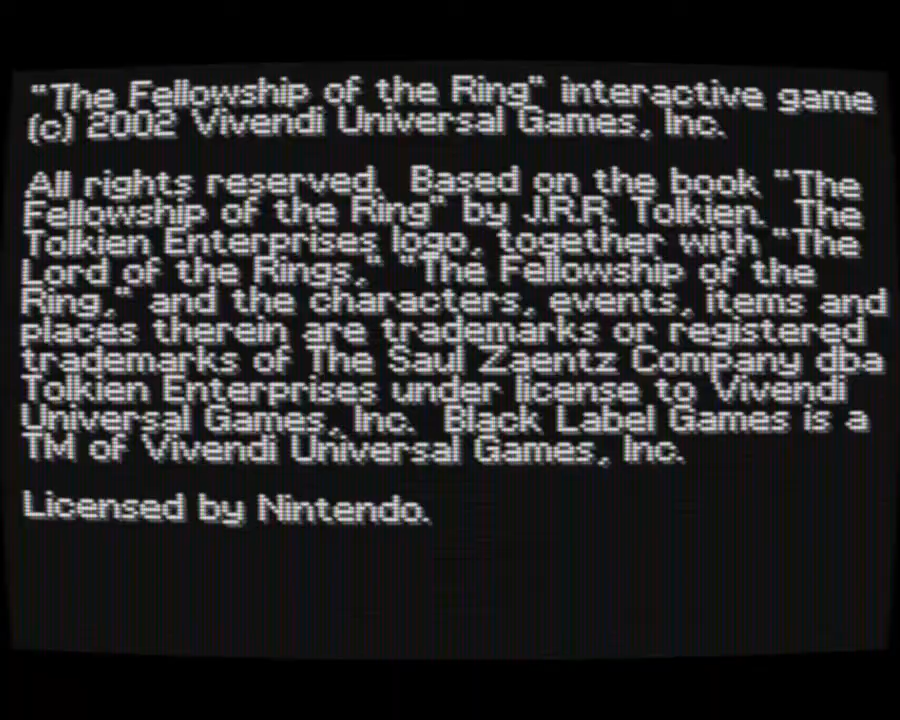 "The Fellowship of the Ring" interactive game
(c) 2002 Vivendi Universal Games, Inc.
All rights reserved. Based on the book "The
Fellowship of the Ring" by J.R.R. Tolkien. The
Tolkien Enterprises logo, together with "The
Lord of the Rings," "The Fellowship of the
Ring," and the characters, events, items and
places therein are trademarks or registered
trademarks of The Saul Zaentz Company dba
Tolkien Enterprises under license to Vivendi
Universal Games, Inc. Black Label Games is a
TM of Vivendi Universal Games, Inc.
Licensed by Nintendo.